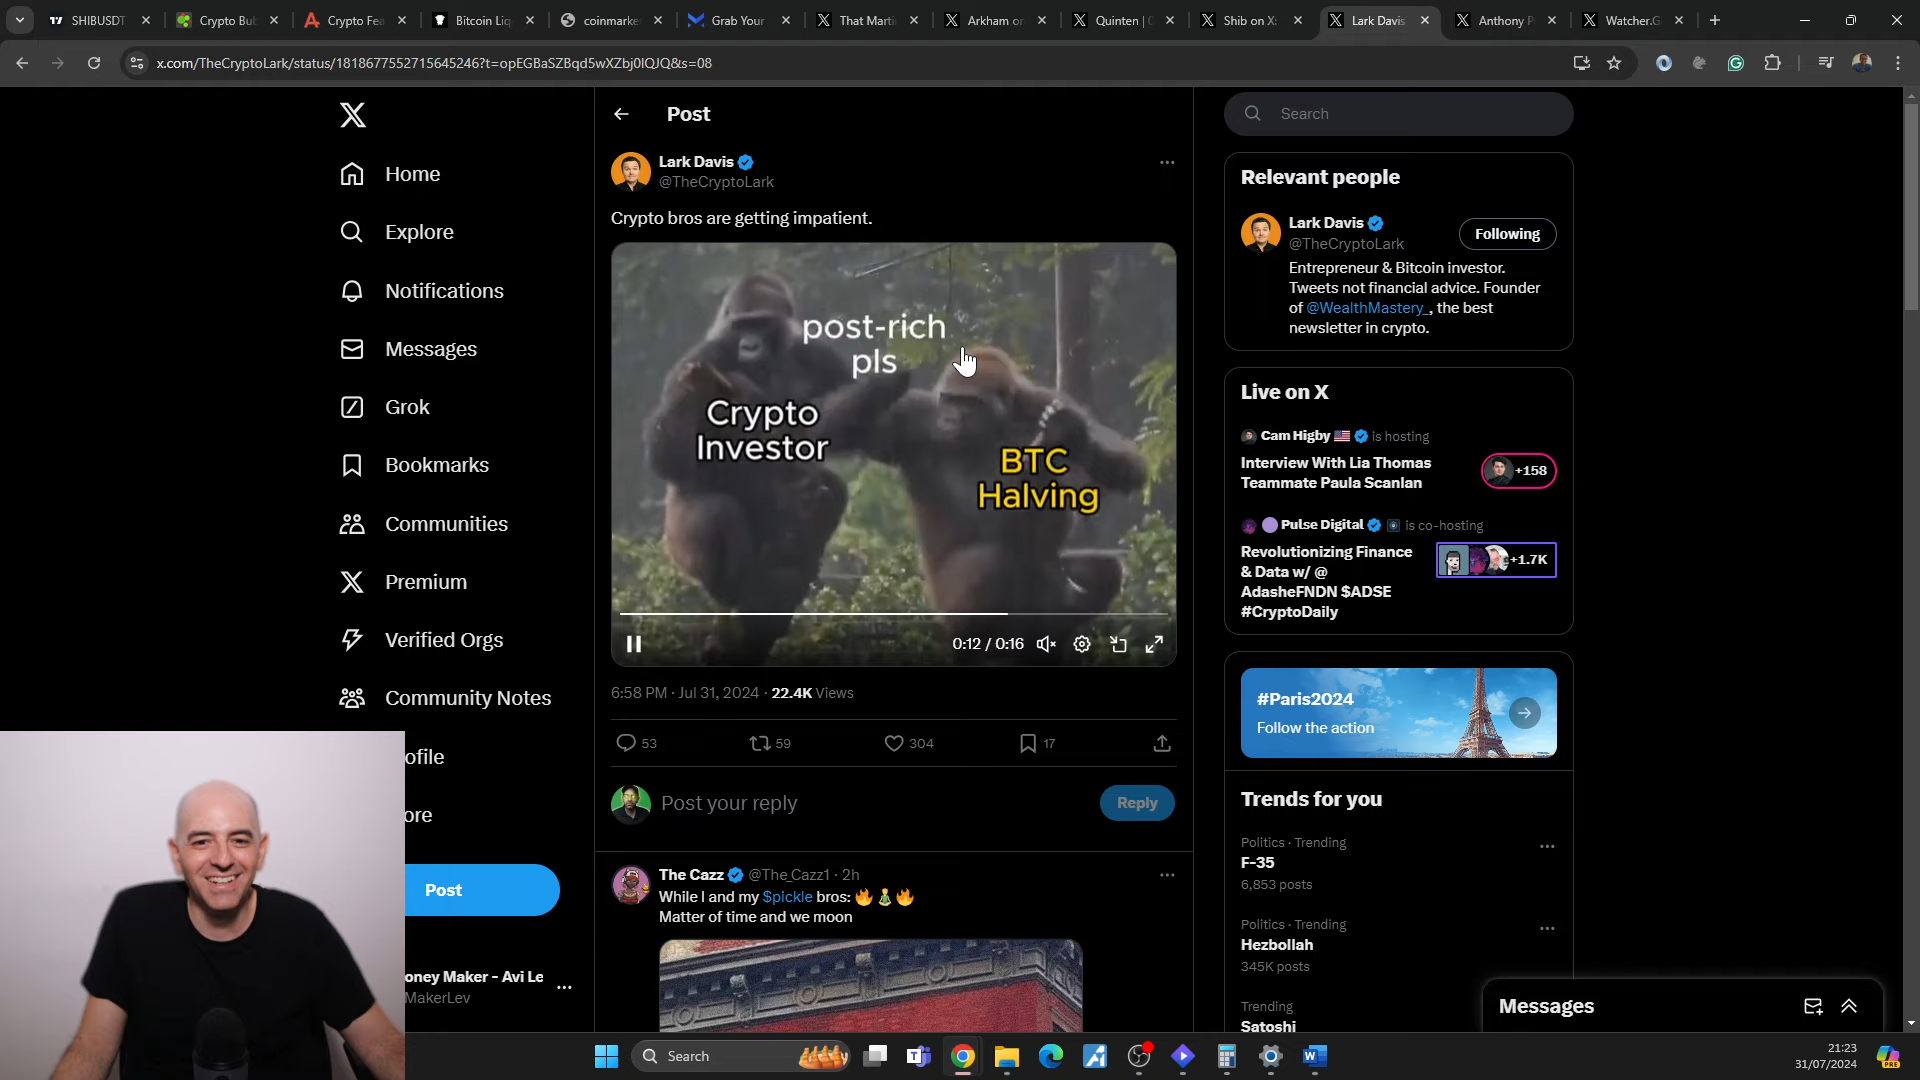 SHIBUSDT
Crypto Bu
Crypto Fea
Bitcoin Liq
coinmarke
Grab Your
That Marti
Arkham on
Quinten |
Shib on X:
Lark Davis
Anthony P
Watcher.G
x.com/TheCryptoLark/status/1818677552715645246?t=opEGBaSZBqd5wXZbj0lQJQ&s=08
Home
Explore
Notifications
Messages
Grok
Bookmarks
Communities
Premium
Verified Orgs
Community Notes
ofile
ore
Post
oney Maker - Avi Le
MakerLev
Post
Lark Davis
@TheCryptoLark
Crypto bros are getting impatient.
post-rich
pls
Crypto
Investor
BTC
Halving
0:12 / 0:16
6:58 PM · Jul 31, 2024 · 22.4K Views
53
59
304
17
Post your reply
Reply
The Cazz @The_Cazz1 · 2h
While I and my $pickle bros:
Matter of time and we moon
Search
Relevant people
Lark Davis
@TheCryptoLark
Following
Entrepreneur & Bitcoin investor.
Tweets not financial advice. Founder
of @WealthMastery_, the best
newsletter in crypto.
Live on X
Cam Higby is hosting
Interview With Lia Thomas
Teammate Paula Scanlan
+158
Pulse Digital is co-hosting
Revolutionizing Finance
& Data w/ @
AdasheFNDN $ADSE
#CryptoDaily
+1.7K
#Paris2024
Follow the action
Trends for you
Politics · Trending
F-35
6,853 posts
Politics · Trending
Hezbollah
345K posts
Trending
Satoshi
Messages
Search
21:23
31/07/2024
PRE